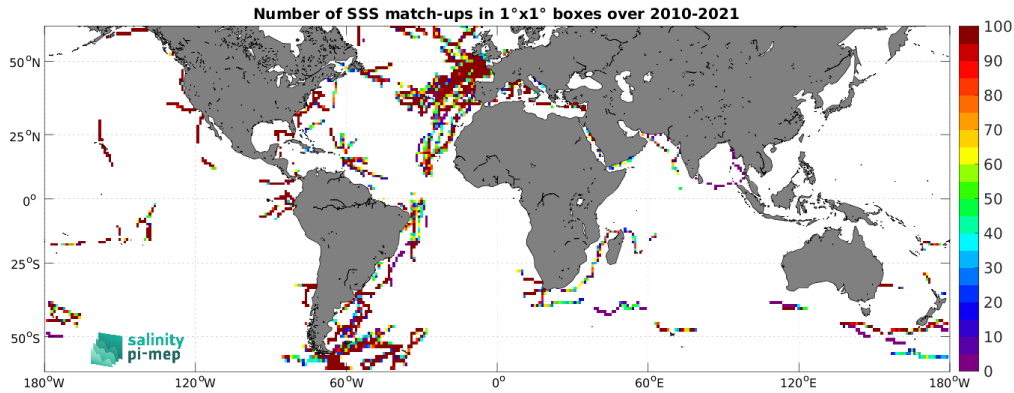 Number of SSS match-ups in 1°x1° boxes over 2010-2021
50°N
25°N
0°
25°S
50°S
180°W
120°W
60°W
0°
60°E
120°E
180°W
100
90
80
70
60
50
40
30
20
10
0
salinity
pi-mep